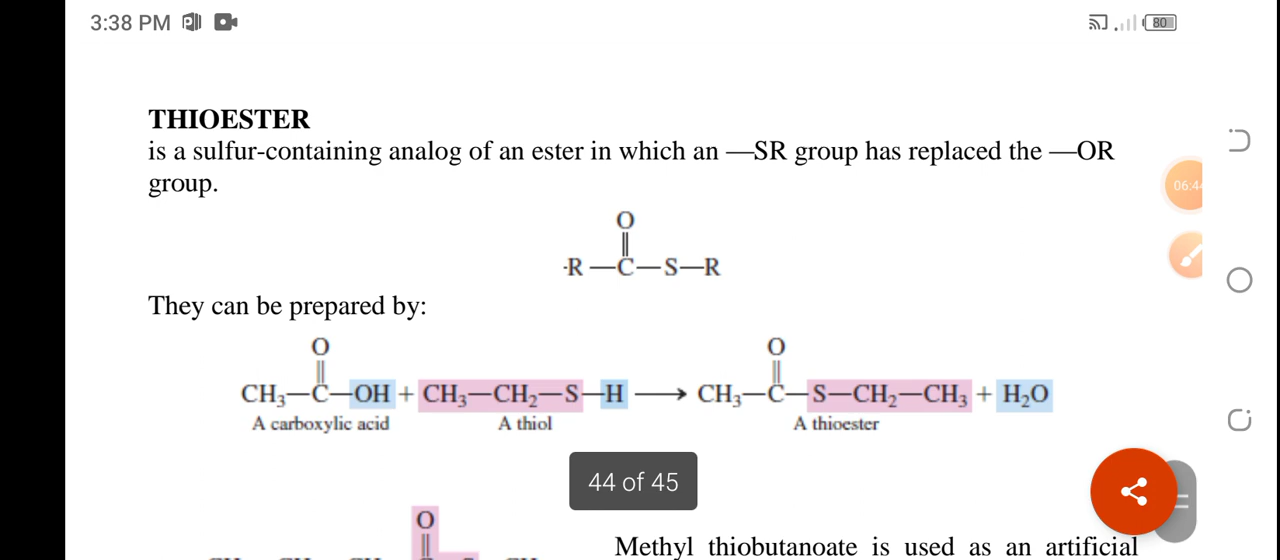 3:38 PM
80
THIOESTER
is a sulfur-containing analog of an ester in which an —SR group has replaced the —OR
group.
O
‖
-R—C—S—R
They can be prepared by:
O O
‖ ‖
CH₃—C—OH + CH₃—CH₂—S—H ⟶ CH₃—C—S—CH₂—CH₃ + H₂O
A carboxylic acid A thiol A thioester
44 of 45
O
‖
Methyl thiobutanoate is used as an artificial